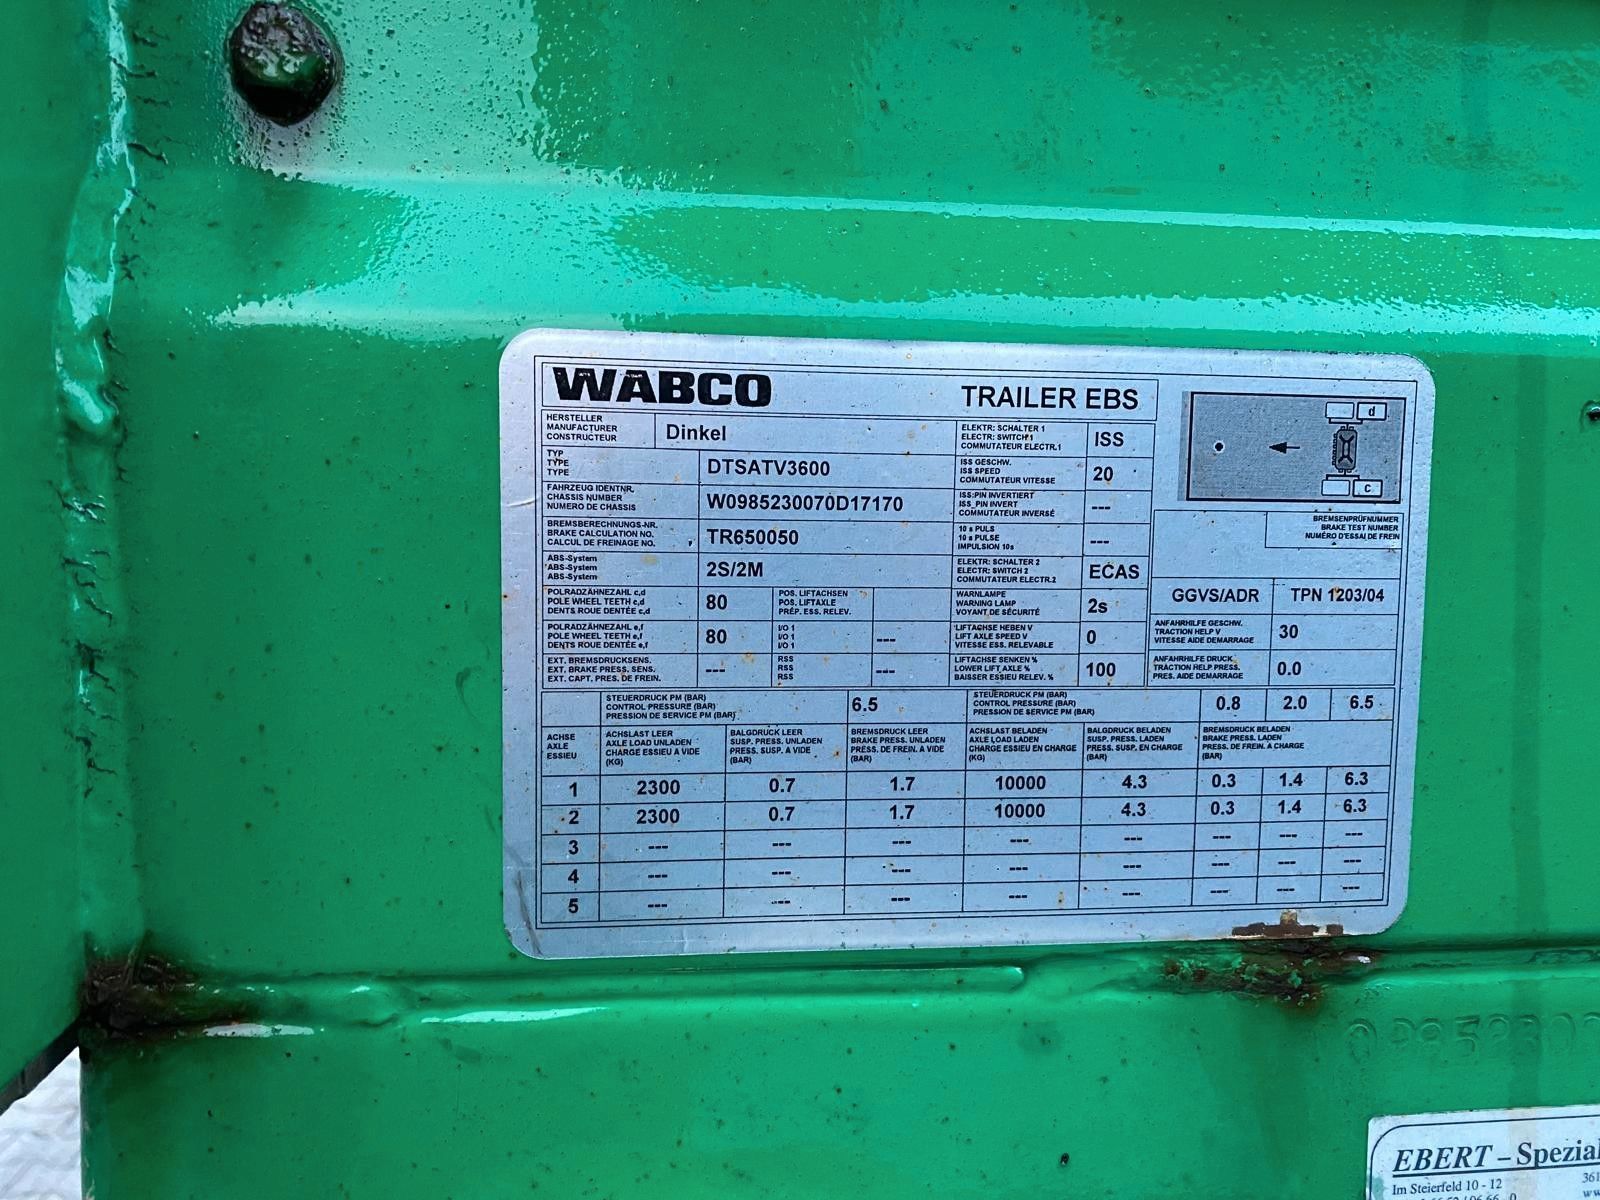 WABCO TRAILER EBS
d
c
HERSTELLER
MANUFACTURER
CONSTRUCTEUR
Dinkel
ELEKTR: SCHALTER 1
ELECTR: SWITCH 1
COMMUTATEUR ELECTR.1
ISS
TYP
TYPE
TYPE
DTSATV3600
ISS GESCHW.
ISS SPEED
COMMUTATEUR VITESSE
20
FAHRZEUG IDENTNR.
CHASSIS NUMBER
NUMERO DE CHASSIS
W0985230070D17170
ISS:PIN INVERTIERT
ISS_PIN INVERT
COMMUTATEUR INVERSÉ
---
BREMSENPRÜFNUMMER
BRAKE TEST NUMBER
NUMÉRO D'ESSAI DE FREIN
BREMSBERECHNUNGS-NR.
BRAKE CALCULATION NO.
CALCUL DE FREINAGE NO.
TR650050
10 s PULS
10 s PULSE
IMPULSION 10s
---
ABS-System
ABS-System
ABS-System
2S/2M
ELEKTR: SCHALTER 2
ELECTR: SWITCH 2
COMMUTATEUR ELECTR.2
ECAS
GGVS/ADR TPN 1203/04
POLRADZÄHNEZAHL c,d
POLE WHEEL TEETH c,d
DENTS ROUE DENTÉE c,d
80
POS. LIFTACHSEN
POS. LIFTAXLE
PRÉP. ESS. RELEV.
WARNLAMPE
WARNING LAMP
VOYANT DE SÉCURITÉ
2s
ANFAHRHILFE GESCHW.
TRACTION HELP V
VITESSE AIDE DEMARRAGE
30
POLRADZÄHNEZAHL e,f
POLE WHEEL TEETH e,f
DENTS ROUE DENTÉE e,f
80
I/O 1
I/O 1
I/O 1
---
LIFTACHSE HEBEN V
LIFT AXLE SPEED V
VITESSE ESS. RELEVABLE
0
ANFAHRHILFE DRUCK
TRACTION HELP PRESS.
PRES. AIDE DEMARRAGE
0.0
EXT. BREMSDRUCKSENS.
EXT. BRAKE PRESS. SENS.
EXT. CAPT. PRES. DE FREIN.
---
RSS
RSS
RSS
---
LIFTACHSE SENKEN %
LOWER LIFT AXLE %
BAISSER ESSIEU RELEV. %
100
STEUERDRUCK PM (BAR)
CONTROL PRESSURE (BAR)
PRESSION DE SERVICE PM (BAR)
6.5
STEUERDRUCK PM (BAR)
CONTROL PRESSURE (BAR)
PRESSION DE SERVICE PM (BAR)
0.8 2.0 6.5
ACHSE
AXLE
ESSIEU
ACHSLAST LEER
AXLE LOAD UNLADEN
CHARGE ESSIEU A VIDE
(KG)
BALGDRUCK LEER
SUSP. PRESS. UNLADEN
PRESS. SUSP. A VIDE
(BAR)
BREMSDRUCK LEER
BRAKE PRESS. UNLADEN
PRESS. DE FREIN. A VIDE
(BAR)
ACHSLAST BELADEN
AXLE LOAD LADEN
CHARGE ESSIEU EN CHARGE
(KG)
BALGDRUCK BELADEN
SUSP. PRESS. LADEN
PRESS. SUSP. EN CHARGE
(BAR)
BREMSDRUCK BELADEN
BRAKE PRESS. LADEN
PRESS. DE FREIN. A CHARGE
(BAR)
1 2300 0.7 1.7 10000 4.3 0.3 1.4 6.3
2 2300 0.7 1.7 10000 4.3 0.3 1.4 6.3
3 --- --- --- --- --- --- --- ---
4 --- --- --- --- --- --- --- ---
5 --- --- --- --- --- --- --- ---
EBERT – Spezial
Im Steierfeld 10 - 12
361